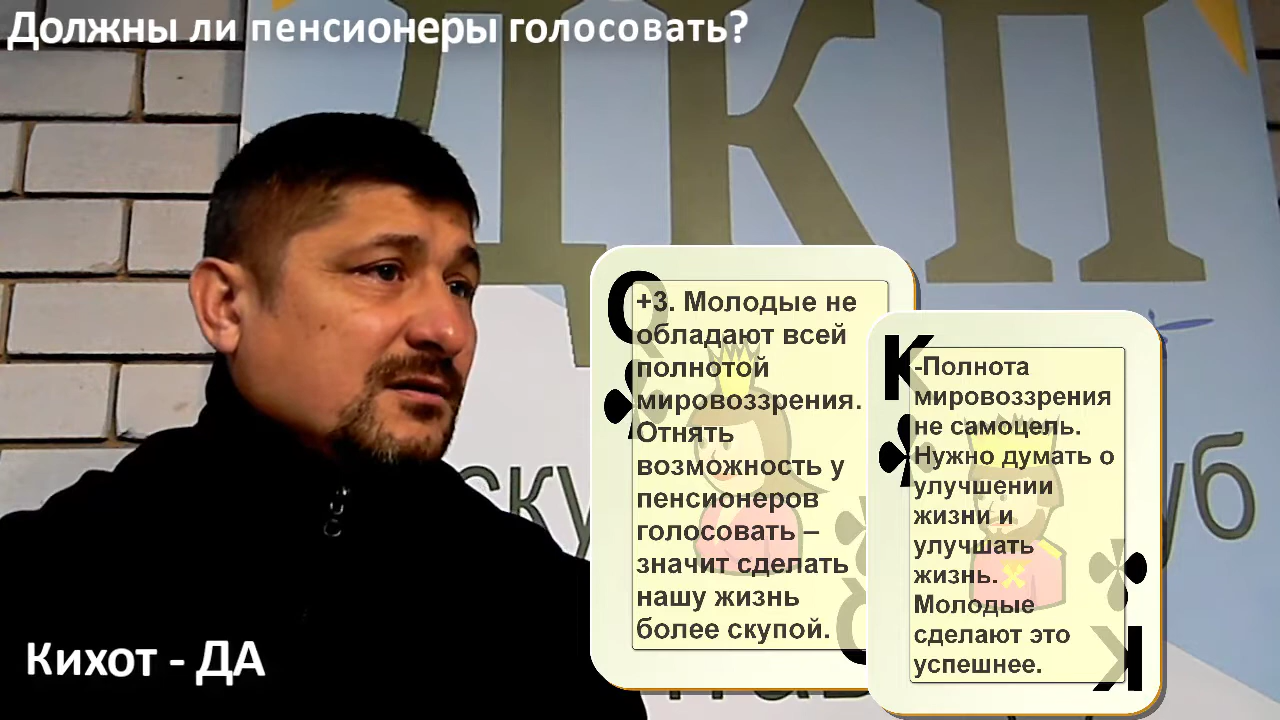 Должны ли пенсионеры голосовать?
ДКП
Q
+3. Молодые не
обладают всей
полнотой
мировоззрения.
Отнять
возможность у
пенсионеров
голосовать –
значит сделать
нашу жизнь
более скупой.
Q
K
-Полнота
мировоззрения
не самоцель.
Нужно думать о
улучшении
жизни и
улучшать
жизнь.
Молодые
сделают это
успешнее.
K
Кихот - ДА